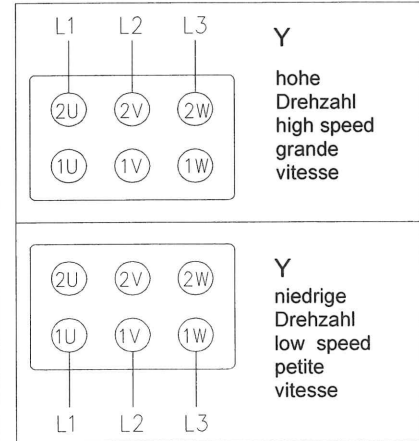 L1 L2 L3
2U 2V 2W
1U 1V 1W
Y
hohe
Drehzahl
high speed
grande
vitesse
2U 2V 2W
1U 1V 1W
L1 L2 L3
Y
niedrige
Drehzahl
low speed
petite
vitesse